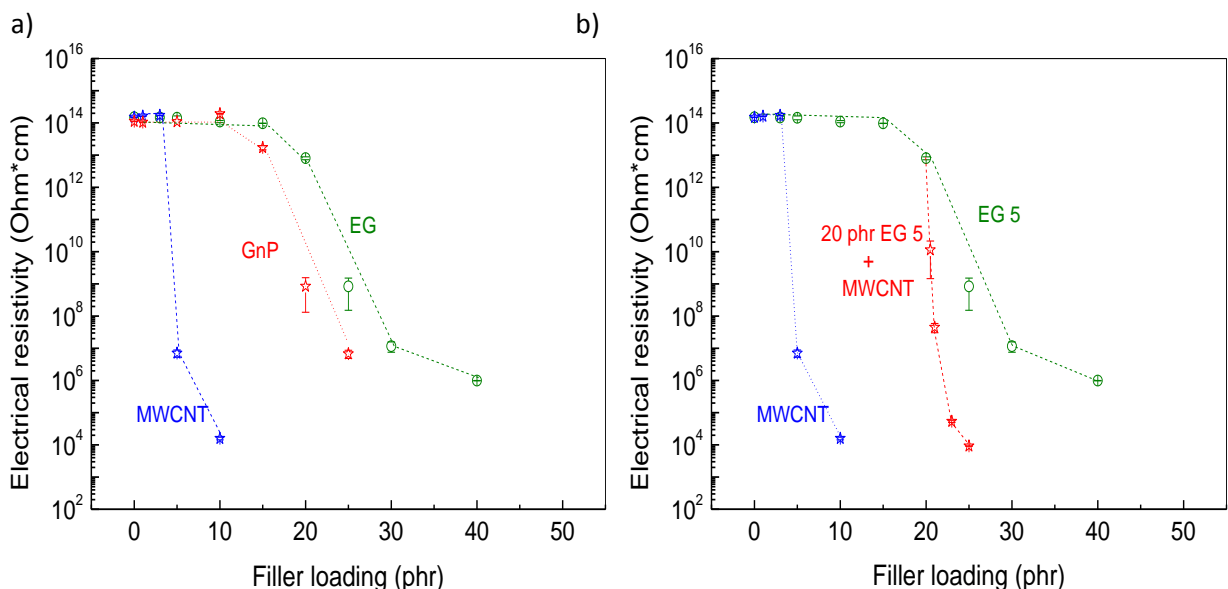 a)
10^16
10^14
10^12
10^10
10^8
10^6
10^4
10^2
Electrical resistivity (Ohm*cm)
EG
GnP
MWCNT
0 10 20 30 40 50
Filler loading (phr)
b)
10^16
10^14
10^12
10^10
10^8
10^6
10^4
10^2
Electrical resistivity (Ohm*cm)
EG 5
20 phr EG 5
+
MWCNT
MWCNT
0 10 20 30 40 50
Filler loading (phr)